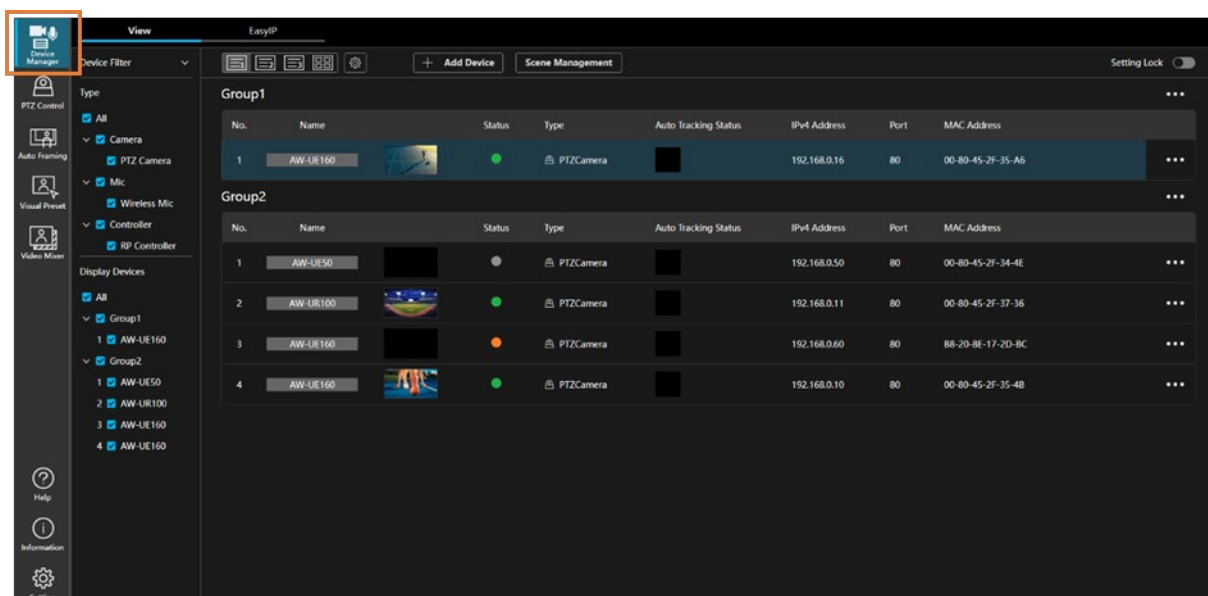 View EasyIP
Device Manager
Device Filter
Add Device Scene Management Setting Lock
PTZ Control
Auto Framing
Visual Preset
Video Mixer
Help
Information
Type
All
Camera
PTZ Camera
Mic
Wireless Mic
Controller
RP Controller
Display Devices
All
Group1
1 AW-UE160
Group2
1 AW-UE50
2 AW-UR100
3 AW-UE160
4 AW-UE160
Group1
No. Name Status Type Auto Tracking Status IPv4 Address Port MAC Address
1 AW-UE160 PTZCamera 192.168.0.16 80 00-80-45-2F-35-A6
Group2
No. Name Status Type Auto Tracking Status IPv4 Address Port MAC Address
1 AW-UE50 PTZCamera 192.168.0.50 80 00-80-45-2F-34-4E
2 AW-UR100 PTZCamera 192.168.0.11 80 00-80-45-2F-37-36
3 AW-UE160 PTZCamera 192.168.0.60 80 B8-20-8E-17-2D-BC
4 AW-UE160 PTZCamera 192.168.0.10 80 00-80-45-2F-35-4B